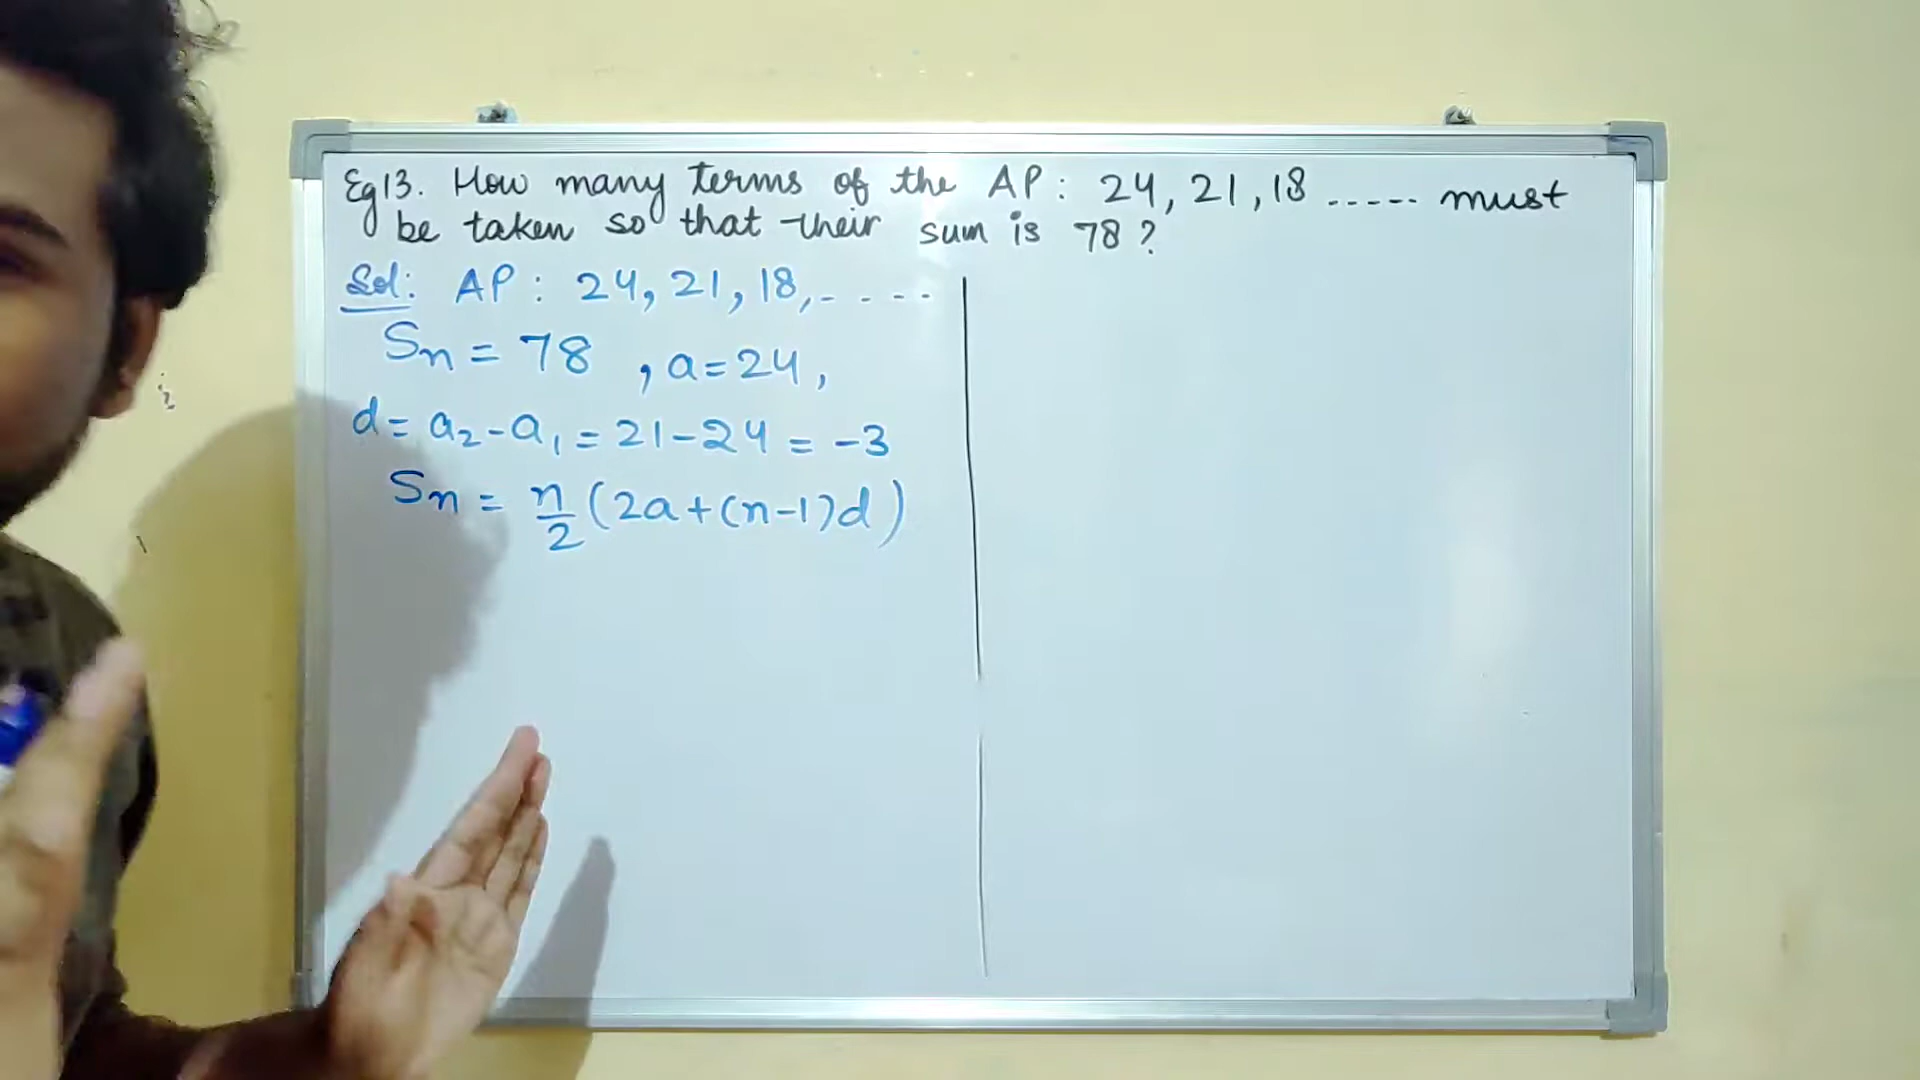 Eg13. How many terms of the AP: 24, 21, 18 ..... must
be taken so that their sum is 78?
Sol: AP: 24, 21, 18, - - - -
Sn = 78 , a = 24,
d = a₂ - a₁ = 21 - 24 = -3
Sn = n/2 (2a + (n-1)d)